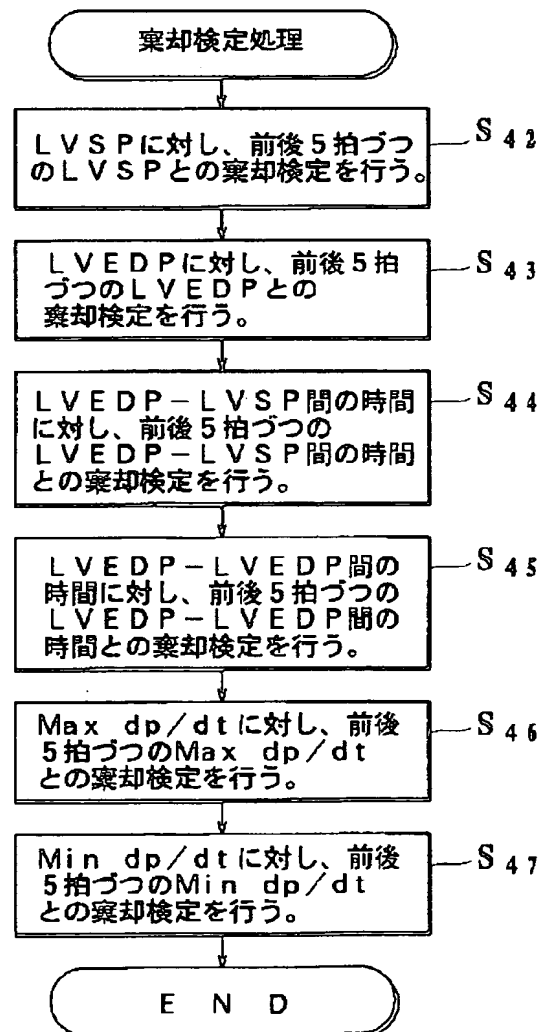 棄却検定処理
LVSPに対し、前後5拍づつ
のLVSPとの棄却検定を行う。
S42
LVEDPに対し、前後5拍
づつのLVEDPとの
棄却検定を行う。
S43
LVEDP-LVSP間の時間
に対し、前後5拍づつの
LVEDP-LVSP間の時間
との棄却検定を行う。
S44
LVEDP-LVEDP間の
時間に対し、前後5拍づつの
LVEDP-LVEDP間の
時間との棄却検定を行う。
S45
Max dp/dtに対し、前後
5拍づつのMax dp/dt
との棄却検定を行う。
S46
Min dp/dtに対し、前後
5拍づつのMin dp/dt
との棄却検定を行う。
S47
END